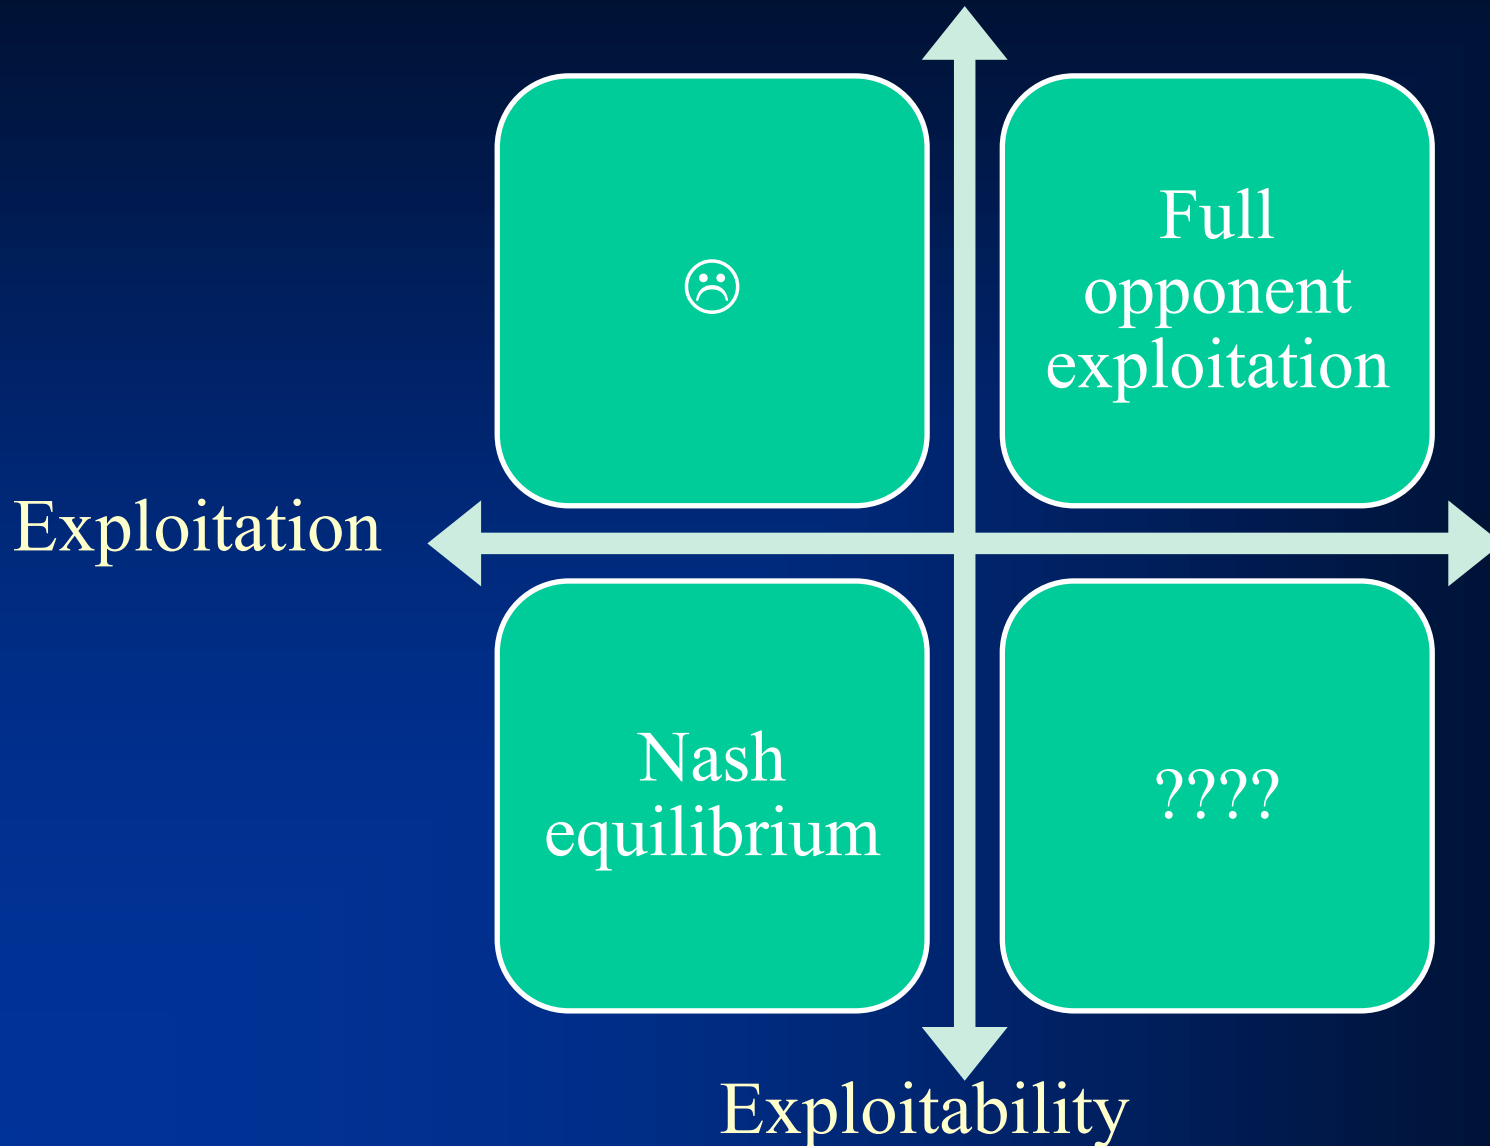 ☹
Full
opponent
exploitation
Exploitation
Nash
equilibrium
????
Exploitability